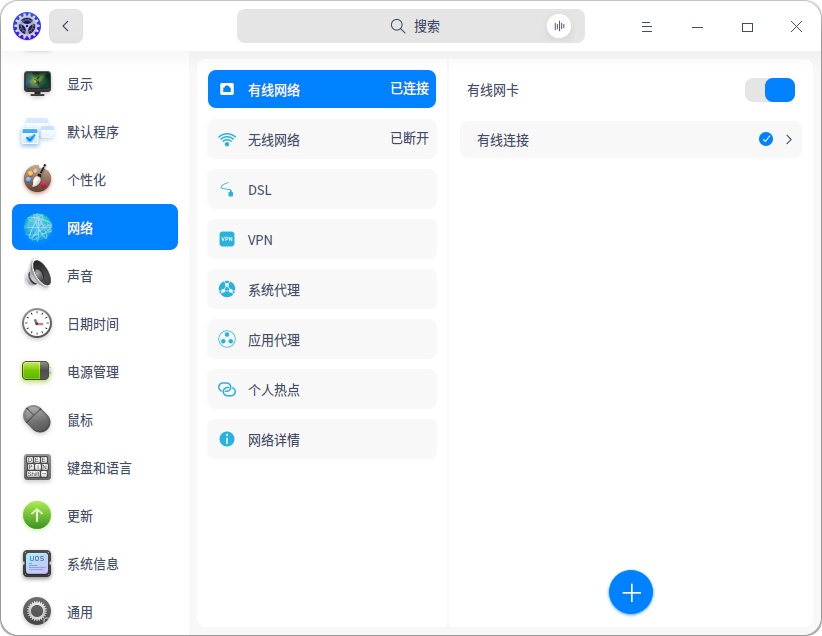 搜索
显示
默认程序
个性化
网络
声音
日期时间
电源管理
鼠标
键盘和语言
更新
系统信息
通用
有线网络 已连接
无线网络 已断开
DSL
VPN
VPN
系统代理
应用代理
个人热点
网络详情
有线网卡
有线连接
UOS